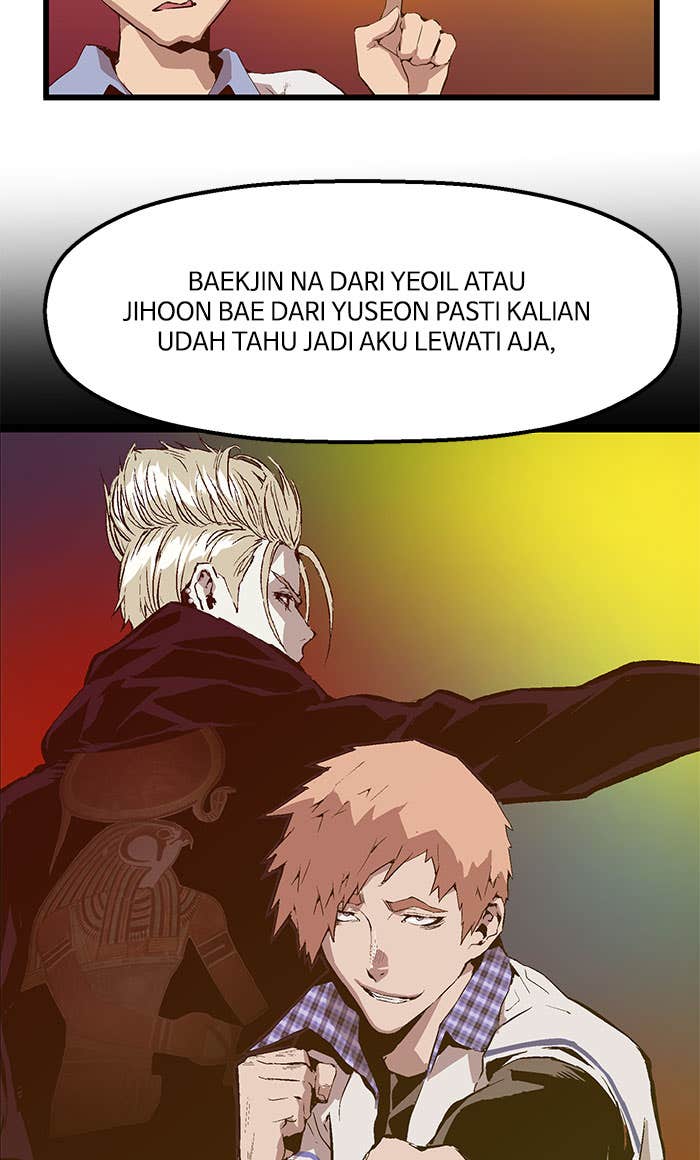 BAEKJIN NA DARI YEOIL ATAU
JIHOON BAE DARI YUSEON PASTI KALIAN
UDAH TAHU JADI AKU LEWATI AJA,